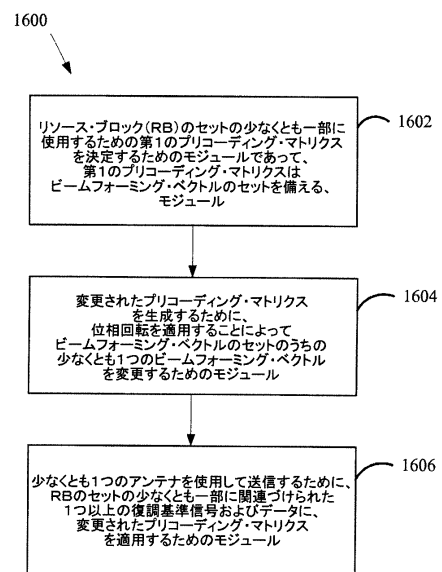 1600
リソース・ブロック(RB)のセットの少なくとも一部に
使用するための第1のプリコーディング・マトリクス
を決定するためのモジュールであって、
第1のプリコーディング・マトリクスは
ビームフォーミング・ベクトルのセットを備える、
モジュール
1602
変更されたプリコーディング・マトリクス
を生成するために、
位相回転を適用することによって
ビームフォーミング・ベクトルのセットのうちの
少なくとも1つのビームフォーミング・ベクトル
を変更するためのモジュール
1604
少なくとも1つのアンテナを使用して送信するために、
RBのセットの少なくとも一部に関連づけられた
1つ以上の復調基準信号およびデータに、
変更されたプリコーディング・マトリクス
を適用するためのモジュール
1606